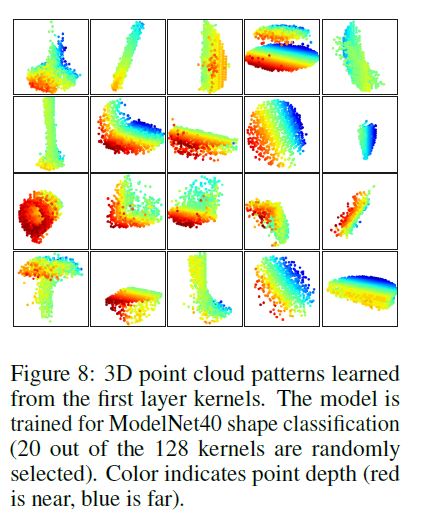 Figure 8: 3D point cloud patterns learned
from the first layer kernels. The model is
trained for ModelNet40 shape classification
(20 out of the 128 kernels are randomly
selected). Color indicates point depth (red
is near, blue is far).